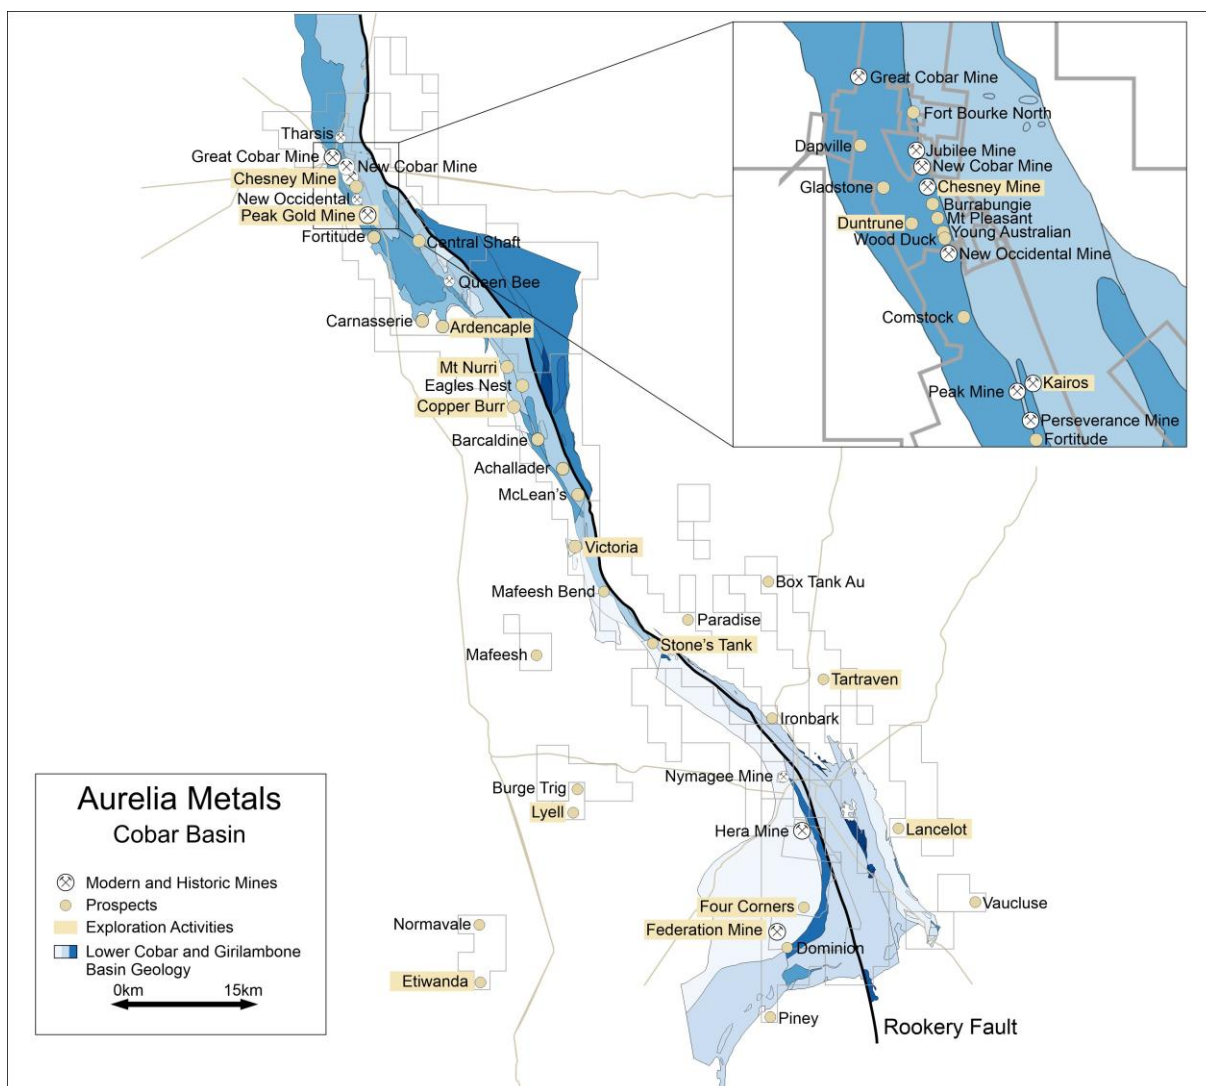 Tharsis
Great Cobar Mine
New Cobar Mine
Chesney Mine
New Occidental
Peak Gold Mine
Fortitude
Central Shaft
Queen Bee
Carnasserie
Ardencaple
Mt Nurri
Eagles Nest
Copper Burr
Barcaldine
Achallader
McLean's
Victoria
Mafeesh Bend
Box Tank Au
Paradise
Stone's Tank
Mafeesh
Tartraven
Ironbark
Nymagee Mine
Burge Trig
Lyell
Hera Mine
Lancelot
Four Corners
Vaucluse
Normavale
Federation Mine
Dominion
Etiwanda
Piney
Rookery Fault
Great Cobar Mine
Fort Bourke North
Dapville
Jubilee Mine
New Cobar Mine
Gladstone
Chesney Mine
Burrabungie
Mt Pleasant
Duntrune
Young Australian
Wood Duck
New Occidental Mine
Comstock
Kairos
Peak Mine
Perseverance Mine
Fortitude
Aurelia Metals
Cobar Basin
Modern and Historic Mines
Prospects
Exploration Activities
Lower Cobar and Girilambone
Basin Geology
0km 15km